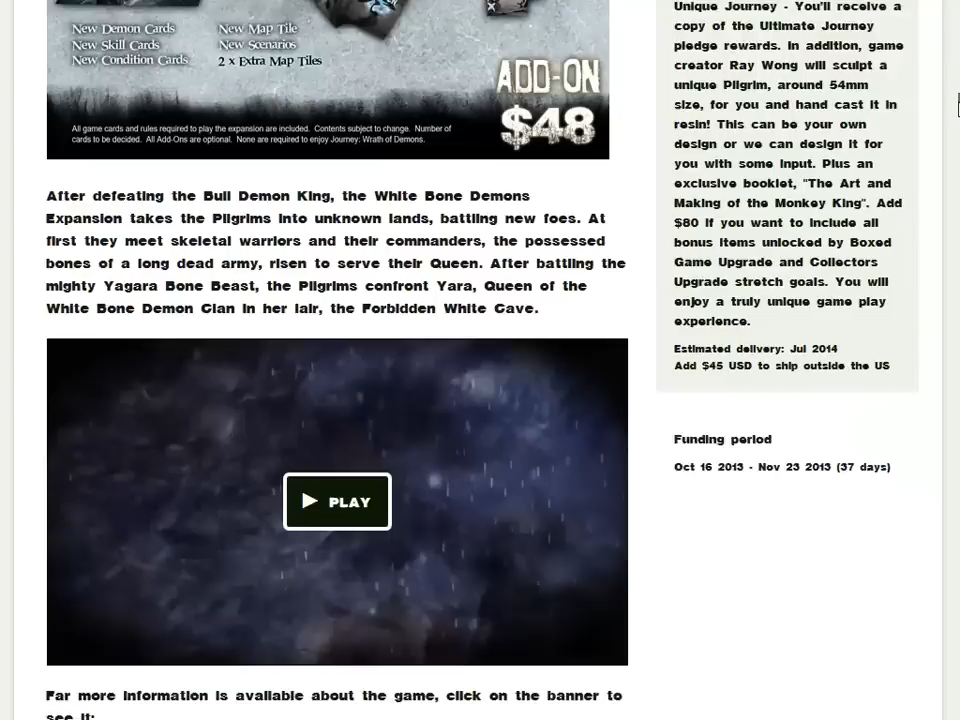 New Demon Cards
New Skill Cards
New Condition Cards
New Map Tile
New Scenarios
2 x Extra Map Tiles
ADD-ON
$48
All game cards and rules required to play the expansion are included. Contents subject to change. Number of
cards to be decided. All Add-Ons are optional. None are required to enjoy Journey: Wrath of Demons.
After defeating the Bull Demon King, the White Bone Demons
Expansion takes the Pilgrims into unknown lands, battling new foes. At
first they meet skeletal warriors and their commanders, the possessed
bones of a long dead army, risen to serve their Queen. After battling the
mighty Yagara Bone Beast, the Pilgrims confront Yara, Queen of the
White Bone Demon Clan in her lair, the Forbidden White Cave.
PLAY
Far more information is available about the game, click on the banner to
see it:
Unique Journey - You'll receive a
copy of the Ultimate Journey
pledge rewards. In addition, game
creator Ray Wong will sculpt a
unique Pilgrim, around 54mm
size, for you and hand cast it in
resin! This can be your own
design or we can design it for
you with some input. Plus an
exclusive booklet, "The Art and
Making of the Monkey King". Add
$80 if you want to include all
bonus items unlocked by Boxed
Game Upgrade and Collectors
Upgrade stretch goals. You will
enjoy a truly unique game play
experience.
Estimated delivery: Jul 2014
Add $45 USD to ship outside the US
Funding period
Oct 16 2013 - Nov 23 2013 (37 days)